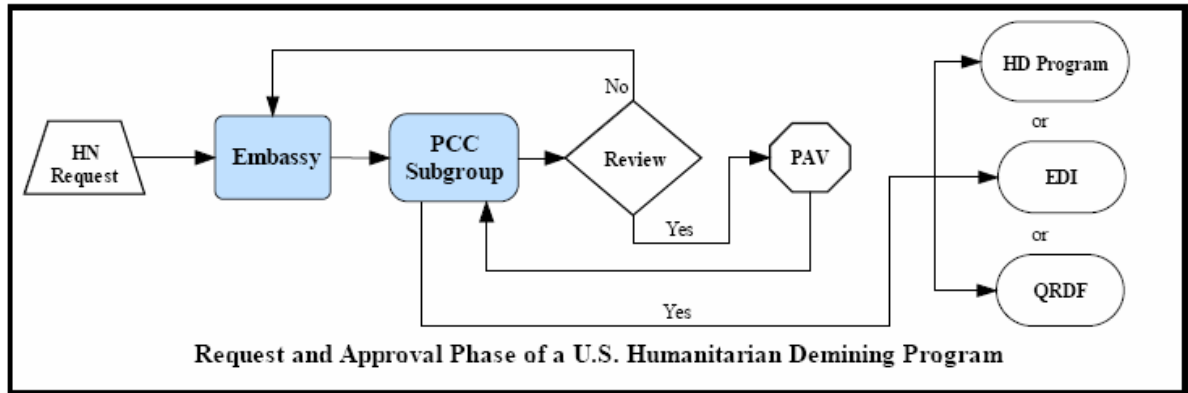 No
HD Program
or
HN
Request
Embassy
PCC
Subgroup
Review
PAV
EDI
Yes
or
Yes
QRDF
Request and Approval Phase of a U.S. Humanitarian Demining Program